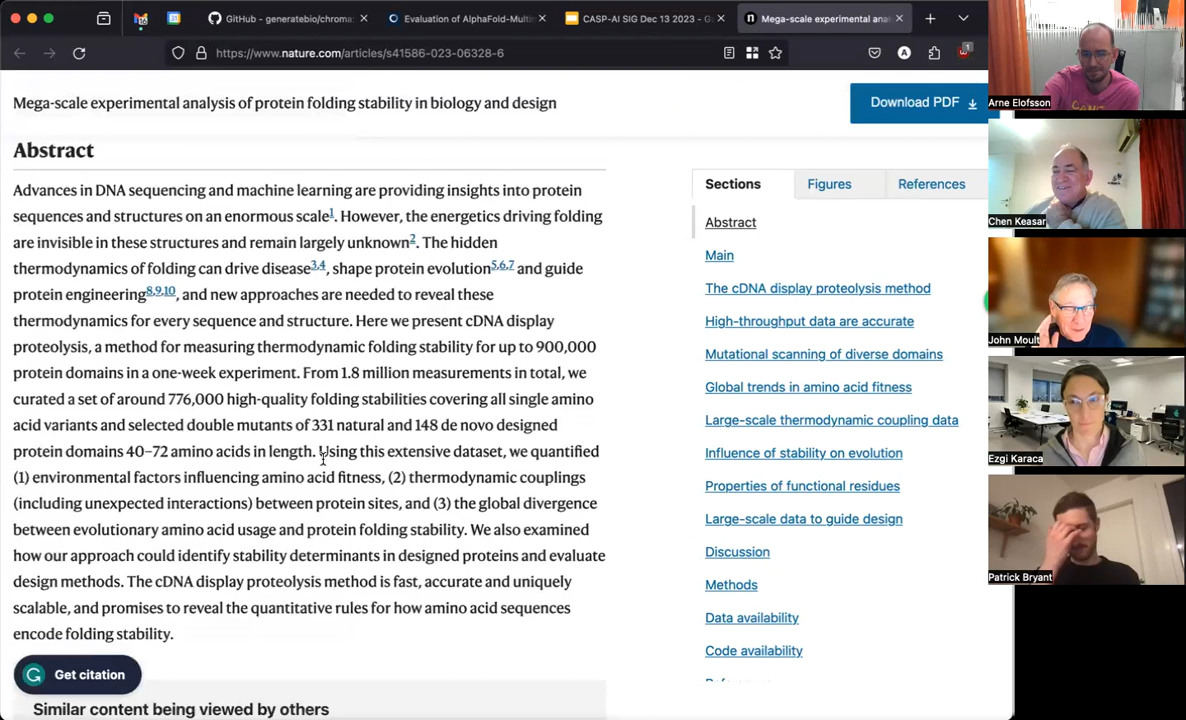 GitHub - generatebio/chroma:
Evaluation of AlphaFold-Multim
CASP-AI SIG Dec 13 2023 - G
Mega-scale experimental ana
https://www.nature.com/articles/s41586-023-06328-6
A
1
Mega-scale experimental analysis of protein folding stability in biology and design
Download PDF
Abstract
Advances in DNA sequencing and machine learning are providing insights into protein
sequences and structures on an enormous scale1. However, the energetics driving folding
are invisible in these structures and remain largely unknown2. The hidden
thermodynamics of folding can drive disease3,4, shape protein evolution5,6,7 and guide
protein engineering8,9,10, and new approaches are needed to reveal these
thermodynamics for every sequence and structure. Here we present cDNA display
proteolysis, a method for measuring thermodynamic folding stability for up to 900,000
protein domains in a one-week experiment. From 1.8 million measurements in total, we
curated a set of around 776,000 high-quality folding stabilities covering all single amino
acid variants and selected double mutants of 331 natural and 148 de novo designed
protein domains 40–72 amino acids in length. Using this extensive dataset, we quantified
(1) environmental factors influencing amino acid fitness, (2) thermodynamic couplings
(including unexpected interactions) between protein sites, and (3) the global divergence
between evolutionary amino acid usage and protein folding stability. We also examined
how our approach could identify stability determinants in designed proteins and evaluate
design methods. The cDNA display proteolysis method is fast, accurate and uniquely
scalable, and promises to reveal the quantitative rules for how amino acid sequences
encode folding stability.
Get citation
Similar content being viewed by others
Sections
Figures
References
Abstract
Main
The cDNA display proteolysis method
High-throughput data are accurate
Mutational scanning of diverse domains
Global trends in amino acid fitness
Large-scale thermodynamic coupling data
Influence of stability on evolution
Properties of functional residues
Large-scale data to guide design
Discussion
Methods
Data availability
Code availability
Arne Elofsson
Chen Keasar
John Moult
Ezgi Karaca
Patrick Bryant